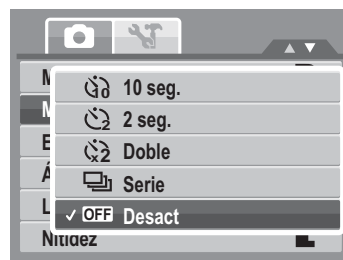 M
10 seg.
M
2 seg.
E
Doble
Á
Serie
L
OFF Desact
Nitidez